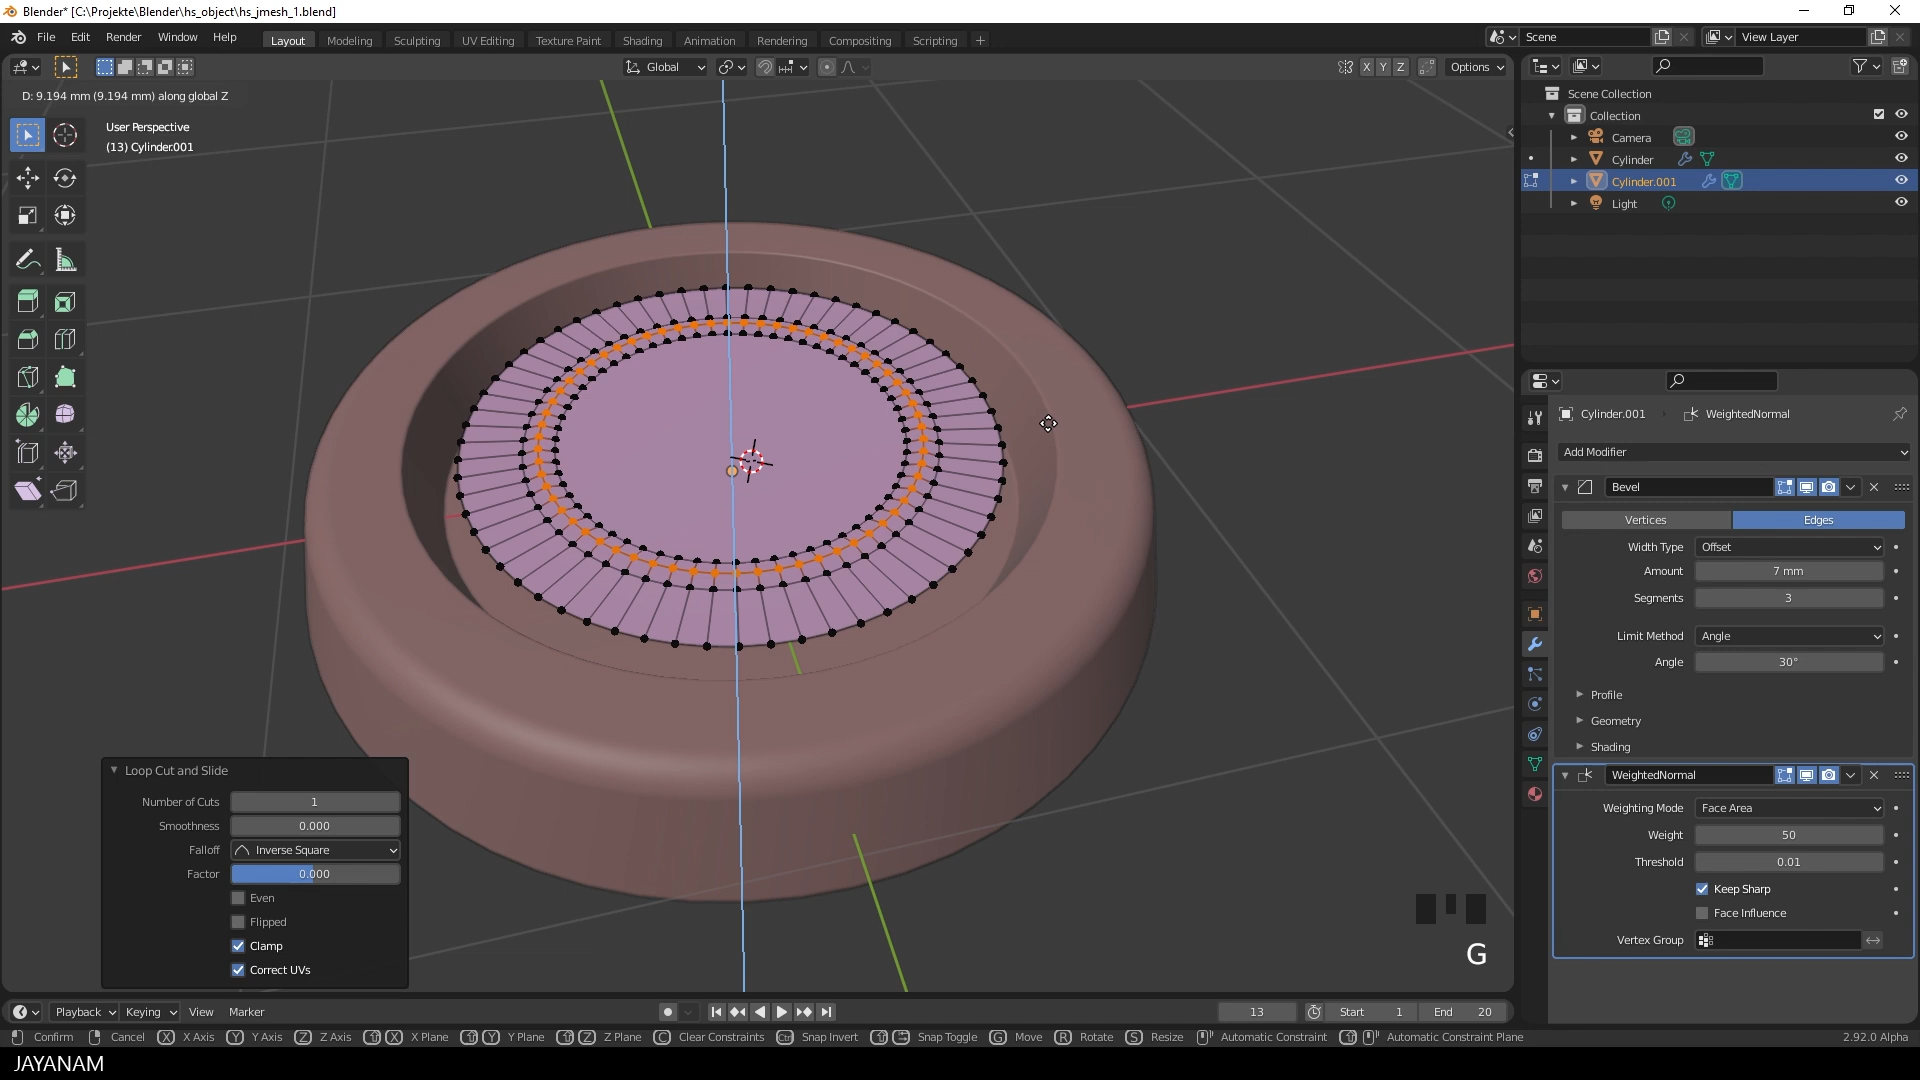 Blender* [C:\Projekte\Blender\hs_object\hs_jmesh_1.blend]
File Edit Render Window Help Layout Modeling Sculpting UV Editing Texture Paint Shading Animation Rendering Compositing Scripting +
Scene View Layer
Global X Y Z Options
D: 9.194 mm (9.194 mm) along global Z
User Perspective
(13) Cylinder.001
Scene Collection
Collection
Camera
Cylinder
Cylinder.001
Light
Cylinder.001 WeightedNormal
Add Modifier
Bevel
Vertices Edges
Width Type Offset
Amount 7 mm
Segments 3
Limit Method Angle
Angle 30°
Profile
Geometry
Shading
WeightedNormal
Weighting Mode Face Area
Weight 50
Threshold 0.01
Keep Sharp
Face Influence
Vertex Group
Loop Cut and Slide
Number of Cuts 1
Smoothness 0.000
Falloff Inverse Square
Factor 0.000
Even
Flipped
Clamp
Correct UVs
G
Playback Keying View Marker 13 Start 1 End 20
Confirm Cancel X X Axis Y Y Axis Z Z Axis X X Plane Y Y Plane Z Z Plane C Clear Constraints Ctrl Snap Invert Snap Toggle G Move R Rotate S Resize Automatic Constraint Automatic Constraint Plane 2.92.0 Alpha
JAYANAM